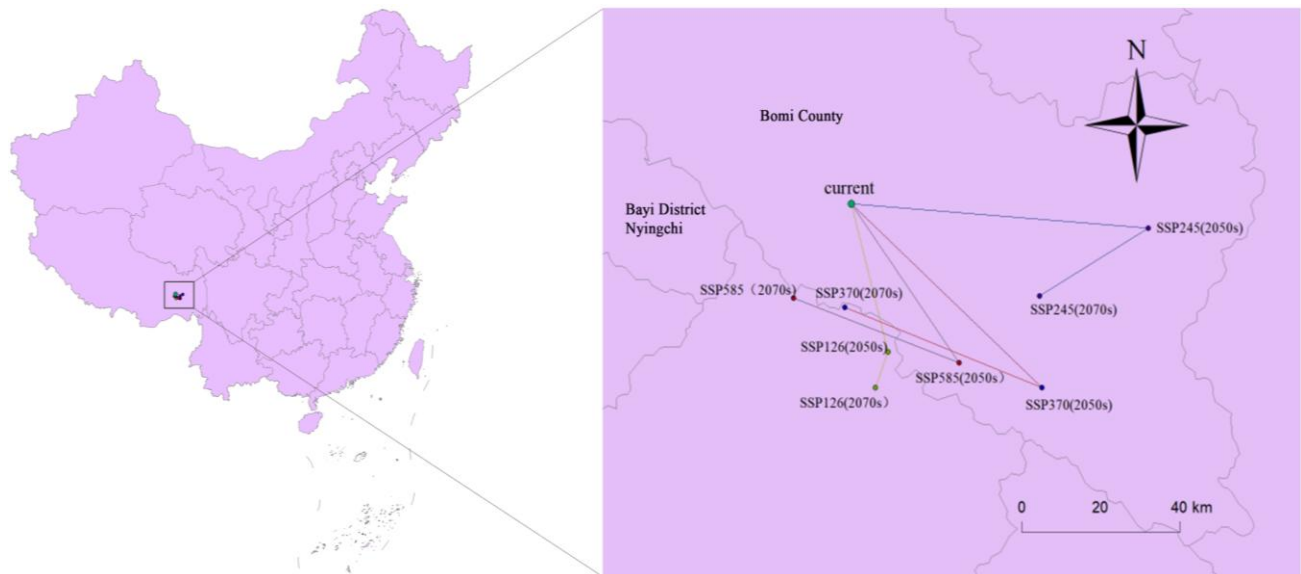 N
Bomi County
current
Bayi District
Nyingchi
SSP245(2050s)
SSP585（2070s)
SSP370(2070s)
SSP245(2070s)
SSP126(2050s)
SSP585(2050s）
SSP126(2070s）
SSP370(2050s)
0 20 40 km